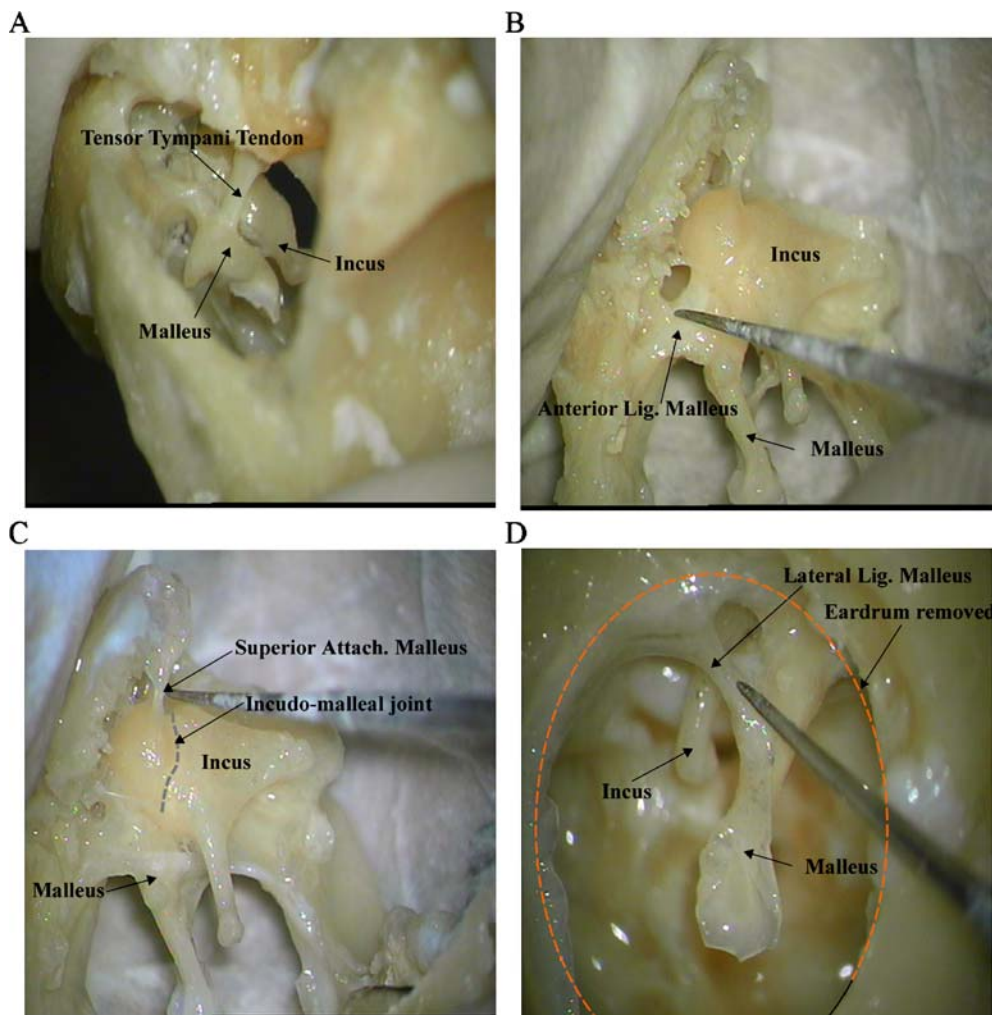 A
Tensor Tympani Tendon
Incus
Malleus
B
Incus
Anterior Lig. Malleus
Malleus
C
Superior Attach. Malleus
Incudo-malleal joint
Incus
Malleus
D
Lateral Lig. Malleus
Eardrum removed
Incus
Malleus